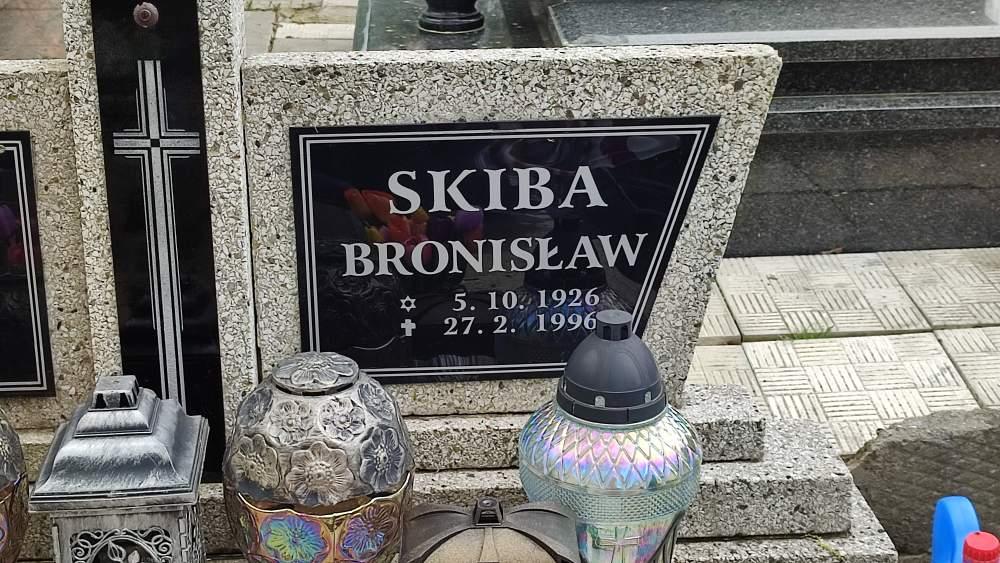 SKIBA
BRONISŁAW
✡ 5. 10. 1926
✝ 27. 2. 1996